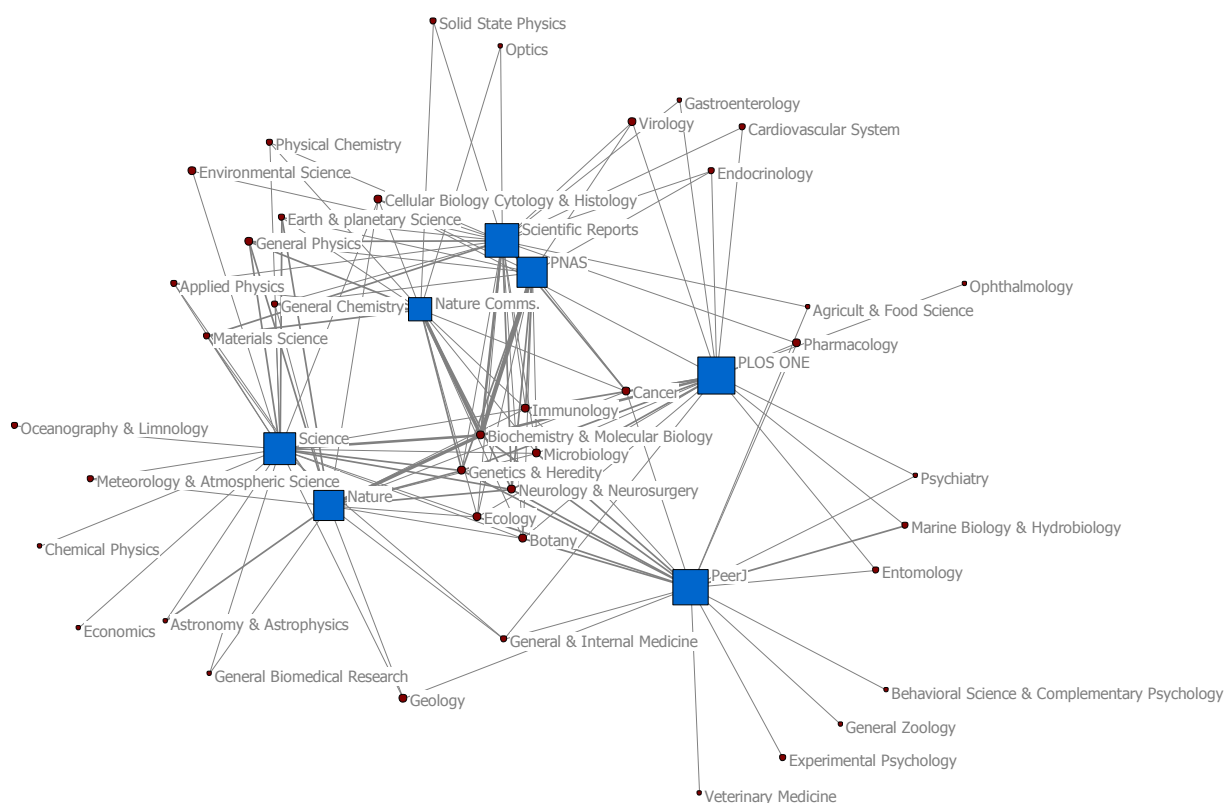 Solid State Physics
Optics
Gastroenterology
Virology
Cardiovascular System
Physical Chemistry
Environmental Science
Endocrinology
Cellular Biology Cytology & Histology
Earth & planetary Science
Scientific Reports
General Physics
PNAS
Applied Physics
Ophthalmology
General Chemistry
Nature Comms.
Agricult & Food Science
Materials Science
Pharmacology
PLOS ONE
Cancer
Immunology
Oceanography & Limnology
Science
Biochemistry & Molecular Biology
Microbiology
Genetics & Heredity
Meteorology & Atmospheric Science
Psychiatry
Neurology & Neurosurgery
Nature
Ecology
Marine Biology & Hydrobiology
Botany
Chemical Physics
Entomology
PeerJ
Economics
Astronomy & Astrophysics
General & Internal Medicine
General Biomedical Research
Geology
Behavioral Science & Complementary Psychology
General Zoology
Experimental Psychology
Veterinary Medicine